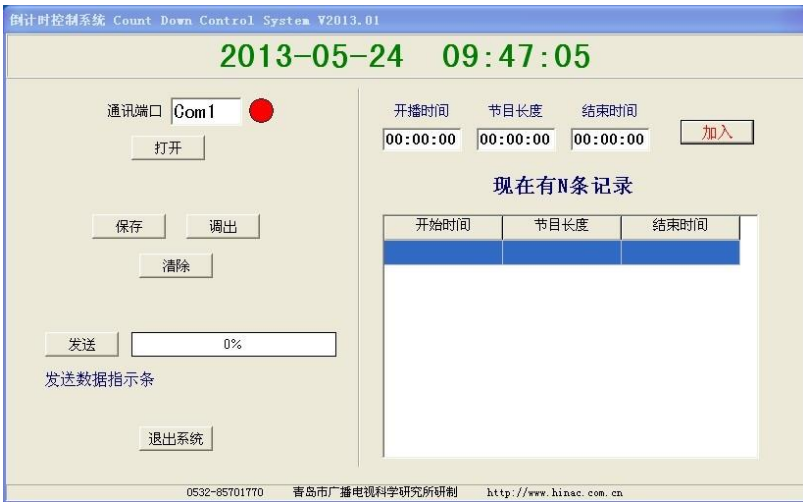 倒计时控制系统 Count Down Control System V2013.01
2013-05-24 09:47:05
通讯端口 Com1
打开
保存 调出
清除
发送 0%
发送数据指示条
退出系统
开播时间 节目长度 结束时间
00:00:00 00:00:00 00:00:00 加入
现在有N条记录
开始时间 节目长度 结束时间
0532-85701770 青岛市广播电视科学研究所研制 http://www.hinac.com.cn